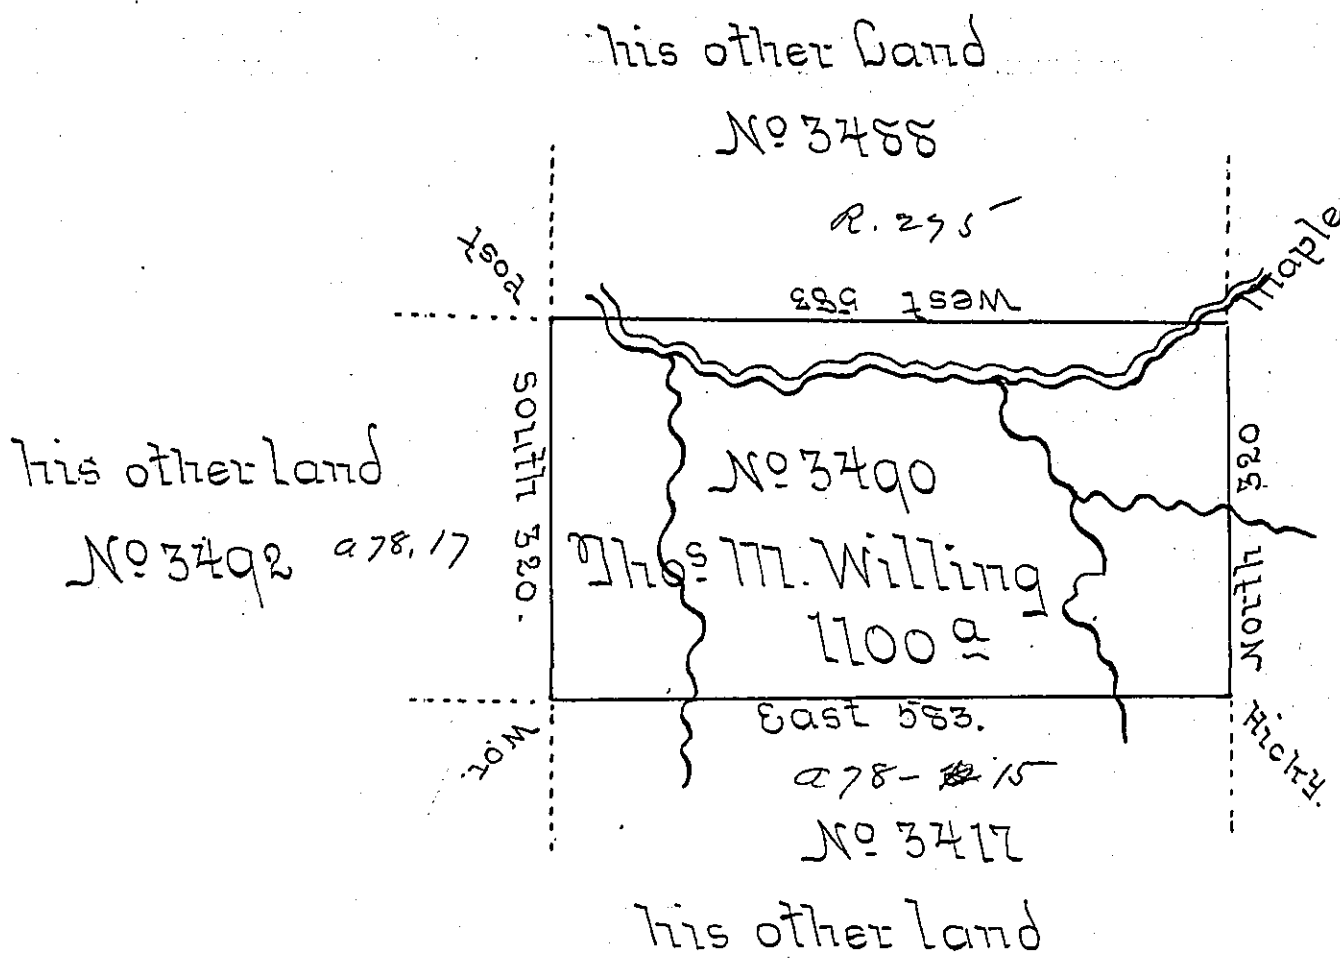 his other Land
Nº 3488
R. 295
Post
Maple
West 583
South 320.
North 320
his other land
Nº 3492 a 78, 17
Nº 3490
Thos M. Willing
1100 a
East 583.
W.O.
Hicky.
a 78 - 15
Nº 3417
his other land